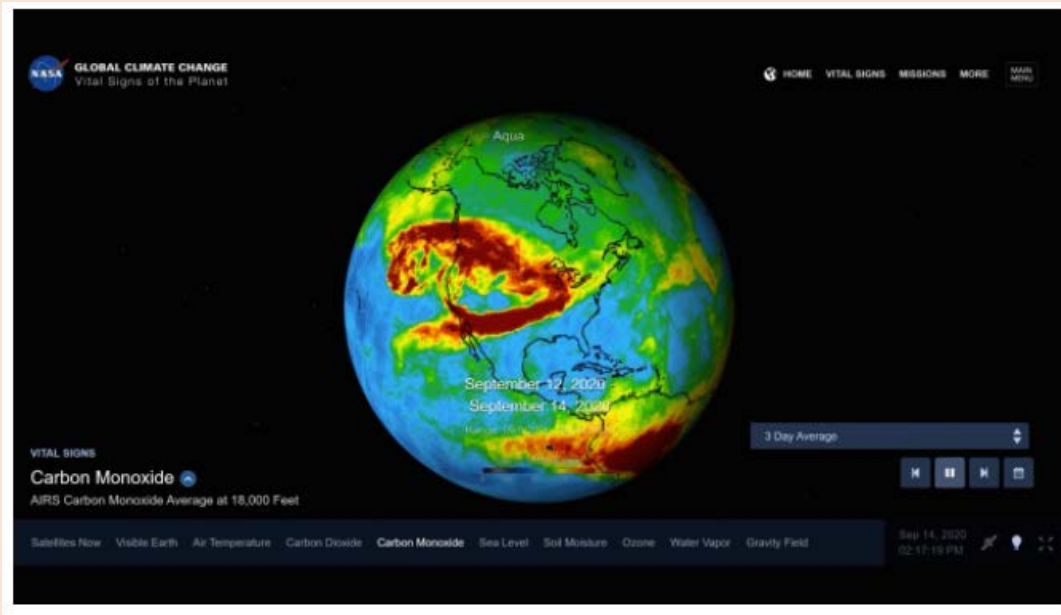 NASA
GLOBAL CLIMATE CHANGE
Vital Signs of the Planet
HOME VITAL SIGNS MISSIONS MORE MAIN MENU
Aqua
September 12, 2020 -
September 14, 2020
3 Day Average
VITAL SIGNS
Carbon Monoxide
AIRS Carbon Monoxide Average at 18,000 Feet
Satellites Now Visible Earth Air Temperature Carbon Dioxide Carbon Monoxide Sea Level Soil Moisture Ozone Water Vapor Gravity Field
Sep 14, 2020
02:17:19 PM